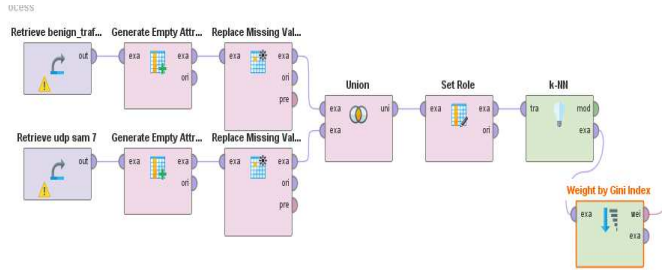 ocess
Retrieve benign_traf...
Generate Empty Attr...
Replace Missing Val...
out
exa
exa
ori
exa
exa
ori
pre
Union
exa
exa
uni
Set Role
exa
exa
ori
k-NN
tra
mod
exa
Retrieve udp sam 7
Generate Empty Attr...
Replace Missing Val...
out
exa
exa
ori
exa
exa
ori
pre
Weight by Gini Index
exa
wei
exa